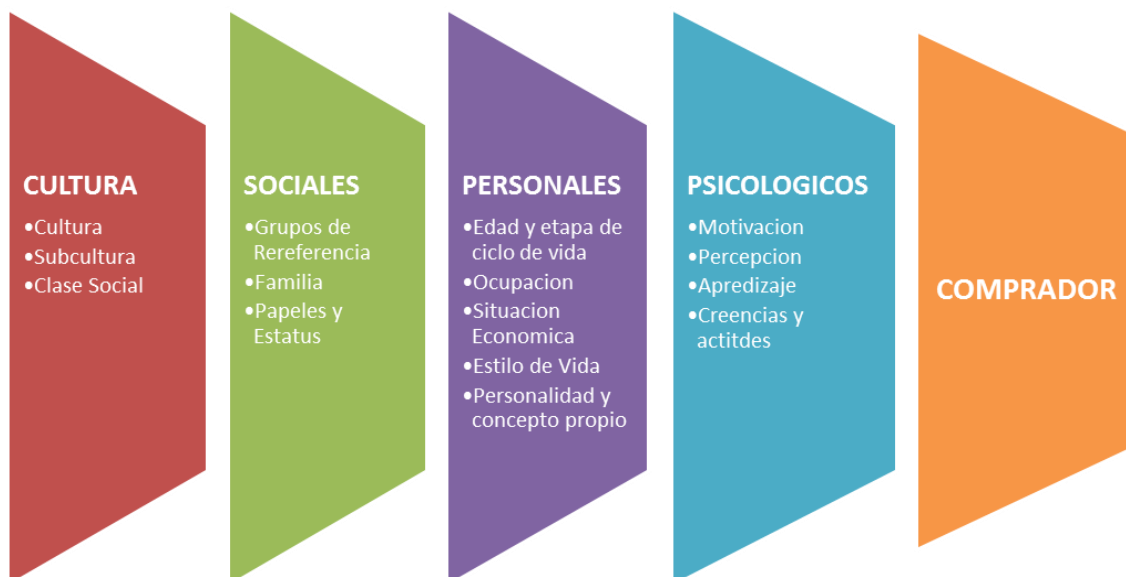 CULTURA
•Cultura
•Subcultura
•Clase Social
SOCIALES
•Grupos de
Rereferencia
•Familia
•Papeles y
Estatus
PERSONALES
•Edad y etapa de
ciclo de vida
•Ocupacion
•Situacion
Economica
•Estilo de Vida
•Personalidad y
concepto propio
PSICOLOGICOS
•Motivacion
•Percepcion
•Apredizaje
•Creencias y
actitdes
COMPRADOR